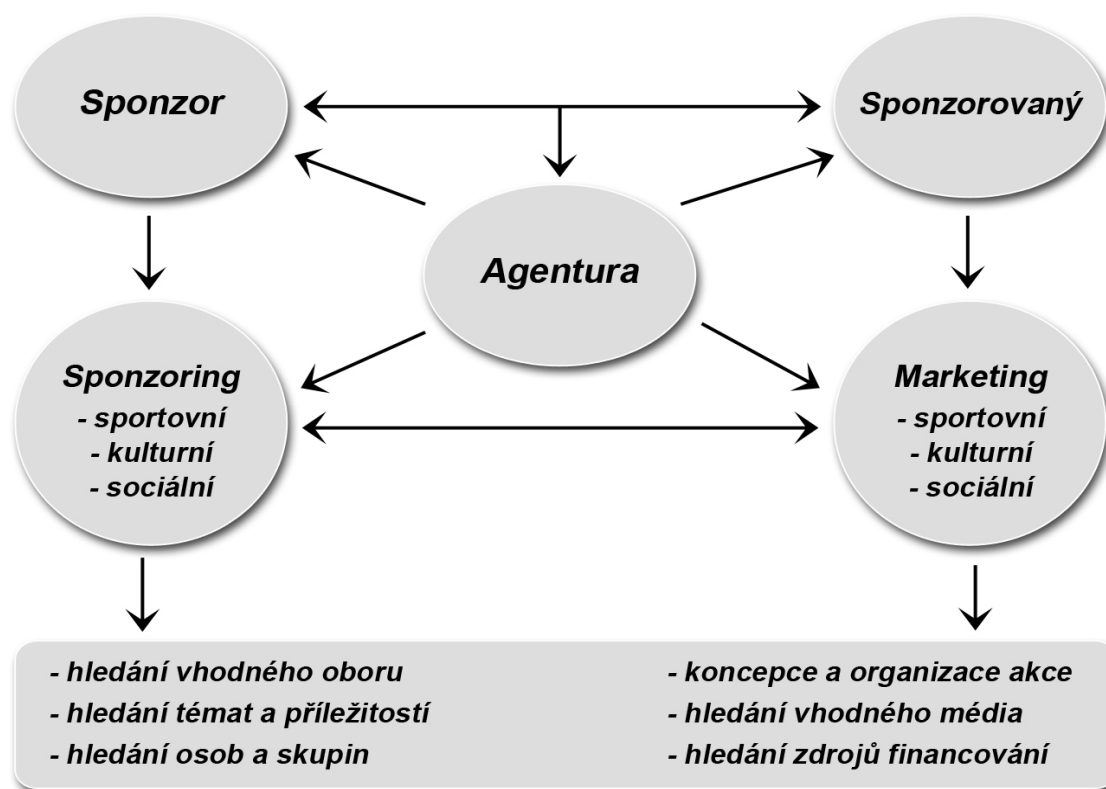 Sponzor
Sponzorovaný
Agentura
Sponzoring
- sportovní
- kulturní
- sociální
Marketing
- sportovní
- kulturní
- sociální
- hledání vhodného oboru
- hledání témat a příležitostí
- hledání osob a skupin
- koncepce a organizace akce
- hledání vhodného média
- hledání zdrojů financování